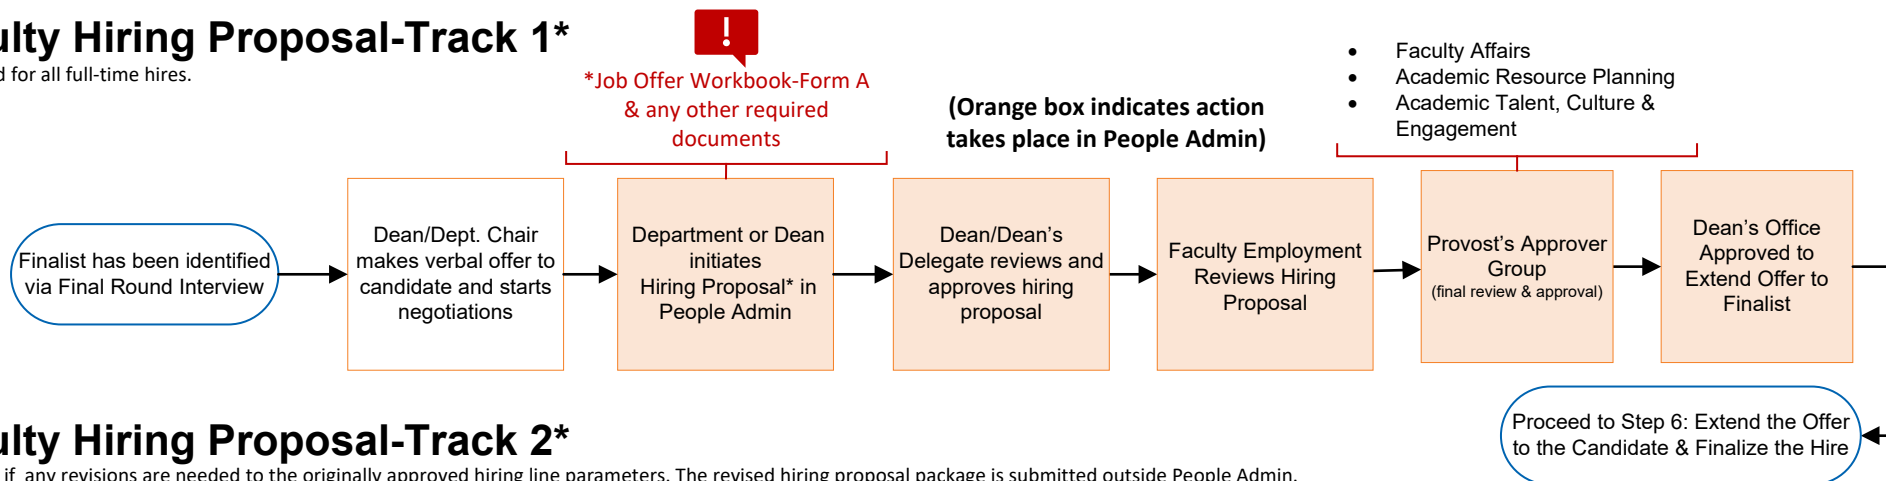 ulty Hiring Proposal-Track 1*
d for all full-time hires.
!
*Job Offer Workbook-Form A
& any other required
documents
(Orange box indicates action
takes place in People Admin)
• Faculty Affairs
• Academic Resource Planning
• Academic Talent, Culture &
Engagement
Finalist has been identified
via Final Round Interview
Dean/Dept. Chair
makes verbal offer to
candidate and starts
negotiations
Department or Dean
initiates
Hiring Proposal* in
People Admin
Dean/Dean’s
Delegate reviews and
approves hiring
proposal
Faculty Employment
Reviews Hiring
Proposal
Provost’s Approver
Group
(final review & approval)
Dean’s Office
Approved to
Extend Offer to
Finalist
Proceed to Step 6: Extend the Offer
to the Candidate & Finalize the Hire
ulty Hiring Proposal-Track 2*
if any revisions are needed to the originally approved hiring line parameters. The revised hiring proposal package is submitted outside People Admin.